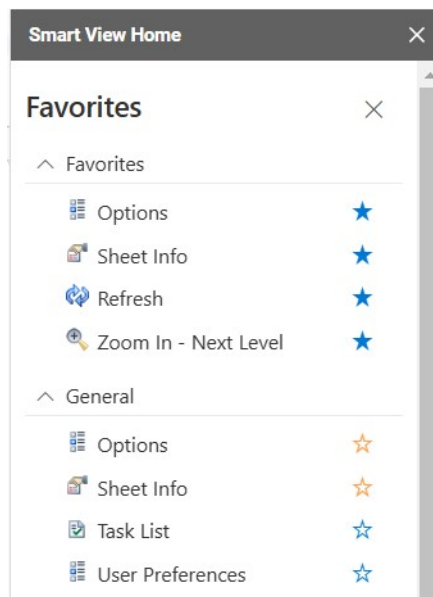 Smart View Home
Favorites
Favorites
Options
Sheet Info
Refresh
Zoom In - Next Level
General
Options
Sheet Info
Task List
User Preferences